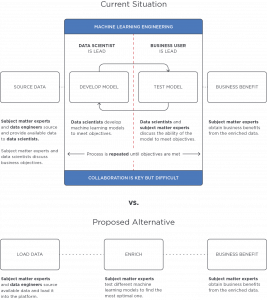 Current Situation
MACHINE LEARNING ENGINEERING
DATA SCIENTIST
IS LEAD
BUSINESS USER
IS LEAD
SOURCE DATA
DEVELOP MODEL
TEST MODEL
BUSINESS BENEFIT
Subject matter experts
and data engineers source
and provide available data
to data scientists.
Subject matter experts and
data scientists discuss
business objectives.
Data scientists develop
machine learning models
to meet objectives.
Data scientists and
subject matter experts
discuss the ability of the
model to meet objectives.
Subject matter experts
obtain business benefits
from the enriched data.
Process is repeated until objectives are met
COLLABORATION IS KEY BUT DIFFICULT
VS.
Proposed Alternative
LOAD DATA
ENRICH
BUSINESS BENEFIT
Subject matter experts
and data engineers source
available data and load it
into the platform.
Subject matter experts
test different machine
learning models to find the
most optimal one.
Subject matter experts
obtain business benefits
from the enriched data.